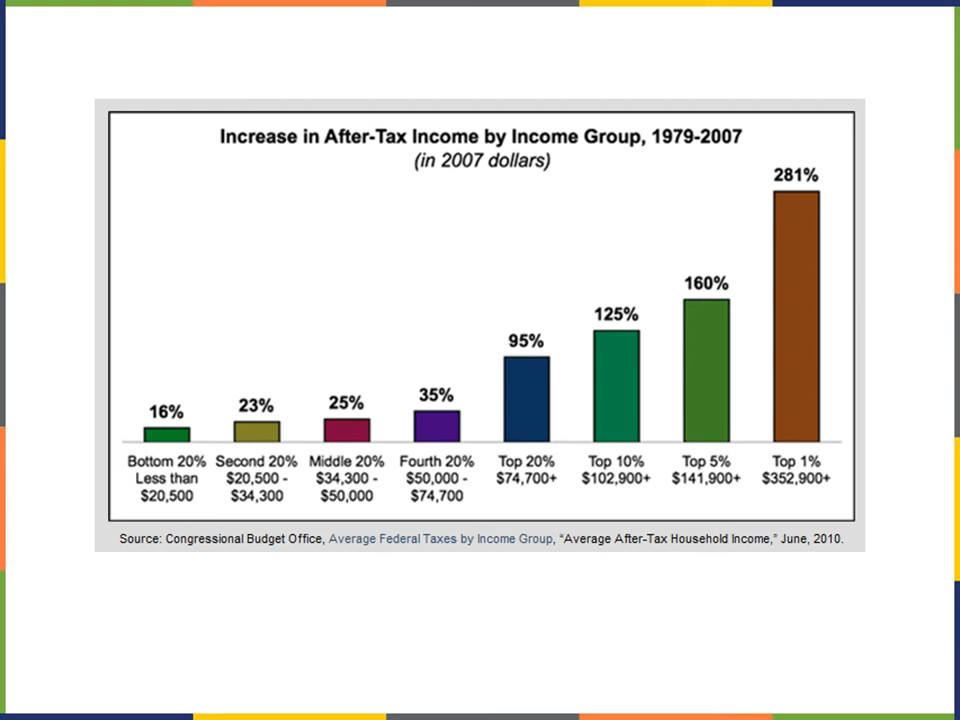 Increase in After-Tax Income by Income Group, 1979-2007
(in 2007 dollars)
281%
160%
125%
95%
35%
25%
23%
16%
Bottom 20% Second 20% Middle 20% Fourth 20% Top 20% Top 10% Top 5% Top 1%
Less than $20,500 - $34,300 - $50,000 - $74,700+ $102,900+ $141,900+ $352,900+
$20,500 $34,300 $50,000 $74,700
Source: Congressional Budget Office, Average Federal Taxes by Income Group, “Average After-Tax Household Income,” June, 2010.